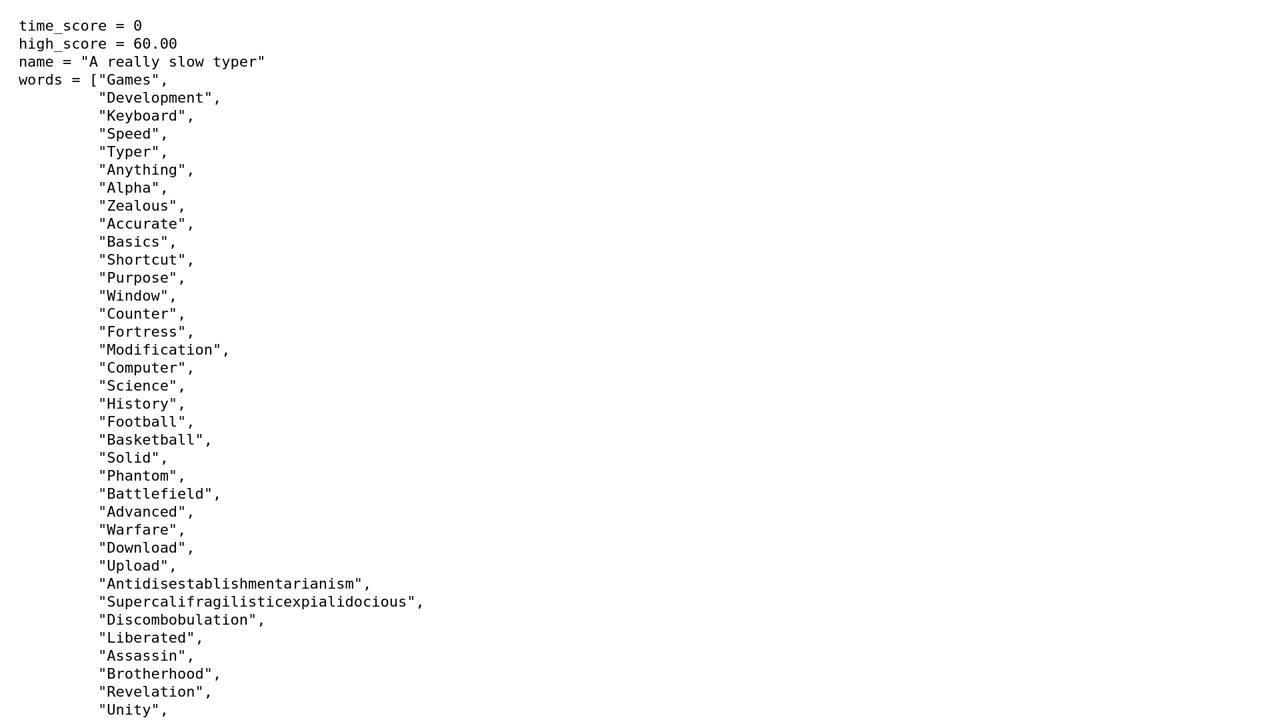 time_score = 0
high_score = 60.00
name = "A really slow typer"
words = ["Games",
         "Development",
         "Keyboard",
         "Speed",
         "Typer",
         "Anything",
         "Alpha",
         "Zealous",
         "Accurate",
         "Basics",
         "Shortcut",
         "Purpose",
         "Window",
         "Counter",
         "Fortress",
         "Modification",
         "Computer",
         "Science",
         "History",
         "Football",
         "Basketball",
         "Solid",
         "Phantom",
         "Battlefield",
         "Advanced",
         "Warfare",
         "Download",
         "Upload",
         "Antidisestablishmentarianism",
         "Supercalifragilisticexpialidocious",
         "Discombobulation",
         "Liberated",
         "Assassin",
         "Brotherhood",
         "Revelation",
         "Unity",